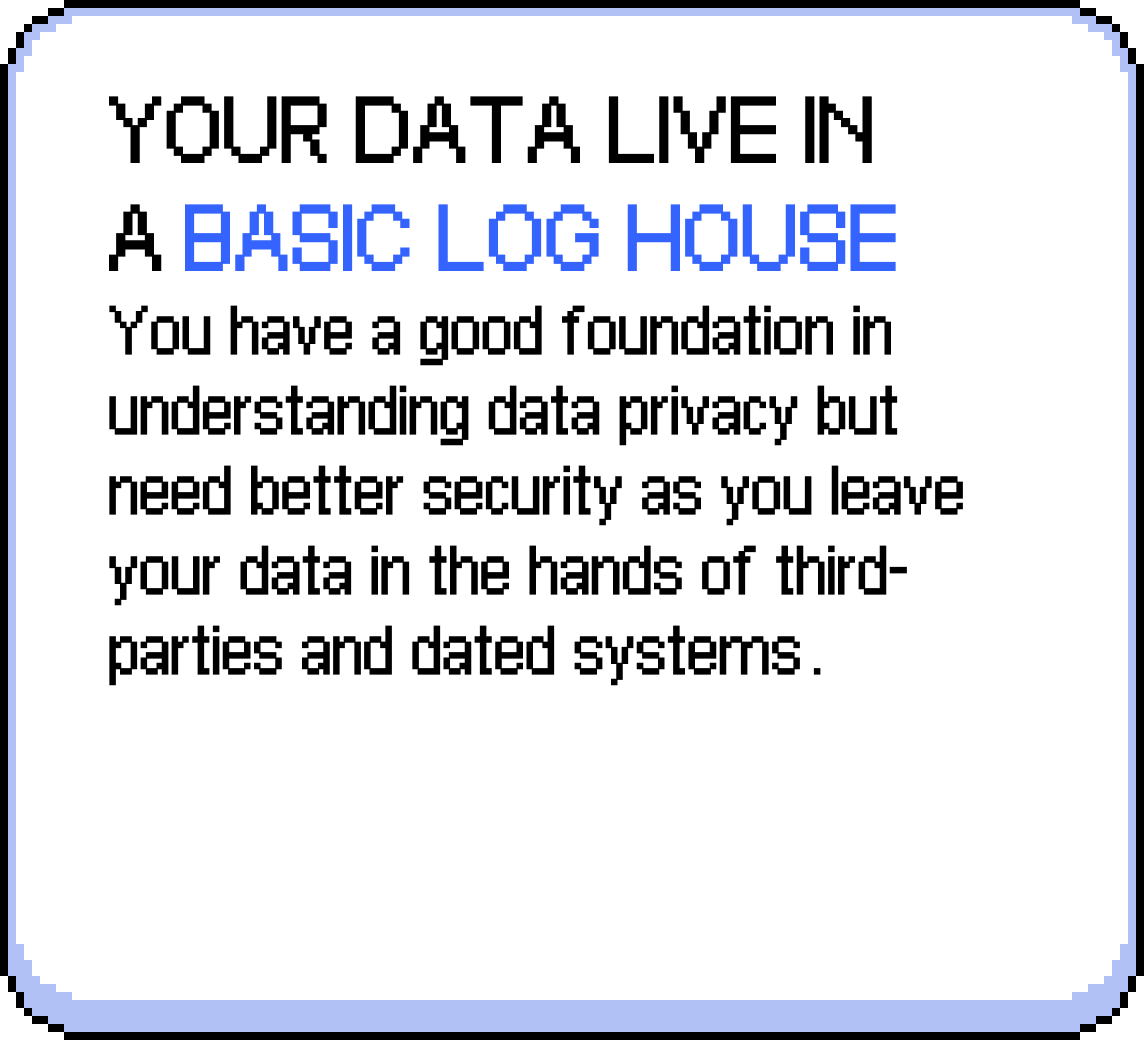 YOUR DATA LIVE IN
A BASIC LOG HOUSE
You have a good foundation in
understanding data privacy but
need better security as you leave
your data in the hands of third-
parties and dated systems.